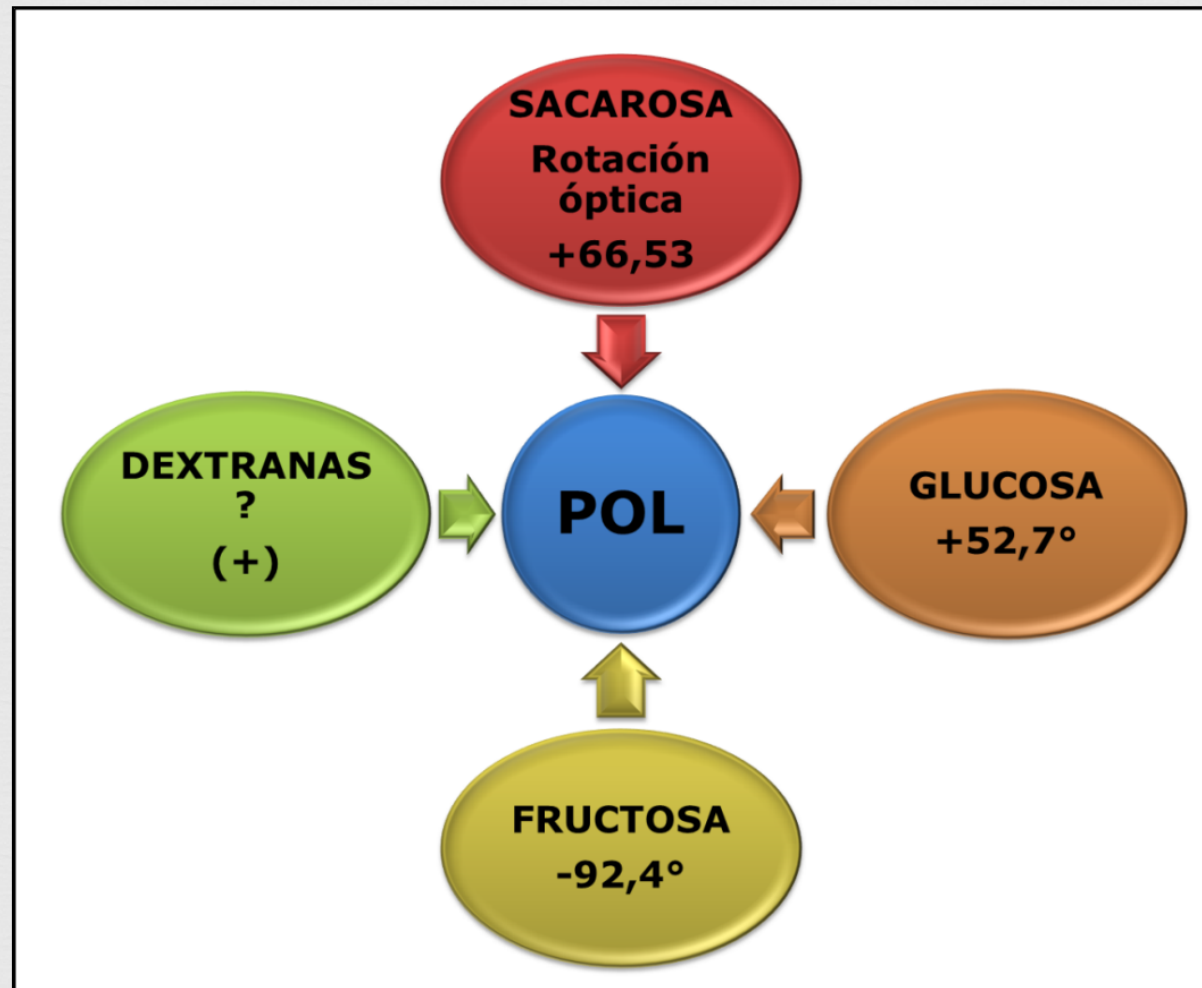 SACAROSA
Rotación
óptica
+66,53
DEXTRANAS
?
(+)
POL
GLUCOSA
+52,7°
FRUCTOSA
-92,4°